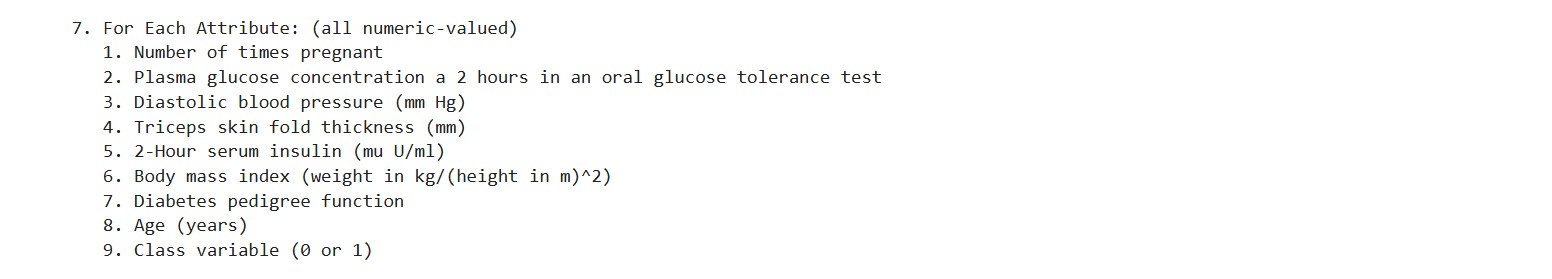 7. For Each Attribute: (all numeric-valued)
1. Number of times pregnant
2. Plasma glucose concentration a 2 hours in an oral glucose tolerance test
3. Diastolic blood pressure (mm Hg)
4. Triceps skin fold thickness (mm)
5. 2-Hour serum insulin (mu U/ml)
6. Body mass index (weight in kg/(height in m)^2)
7. Diabetes pedigree function
8. Age (years)
9. Class variable (0 or 1)